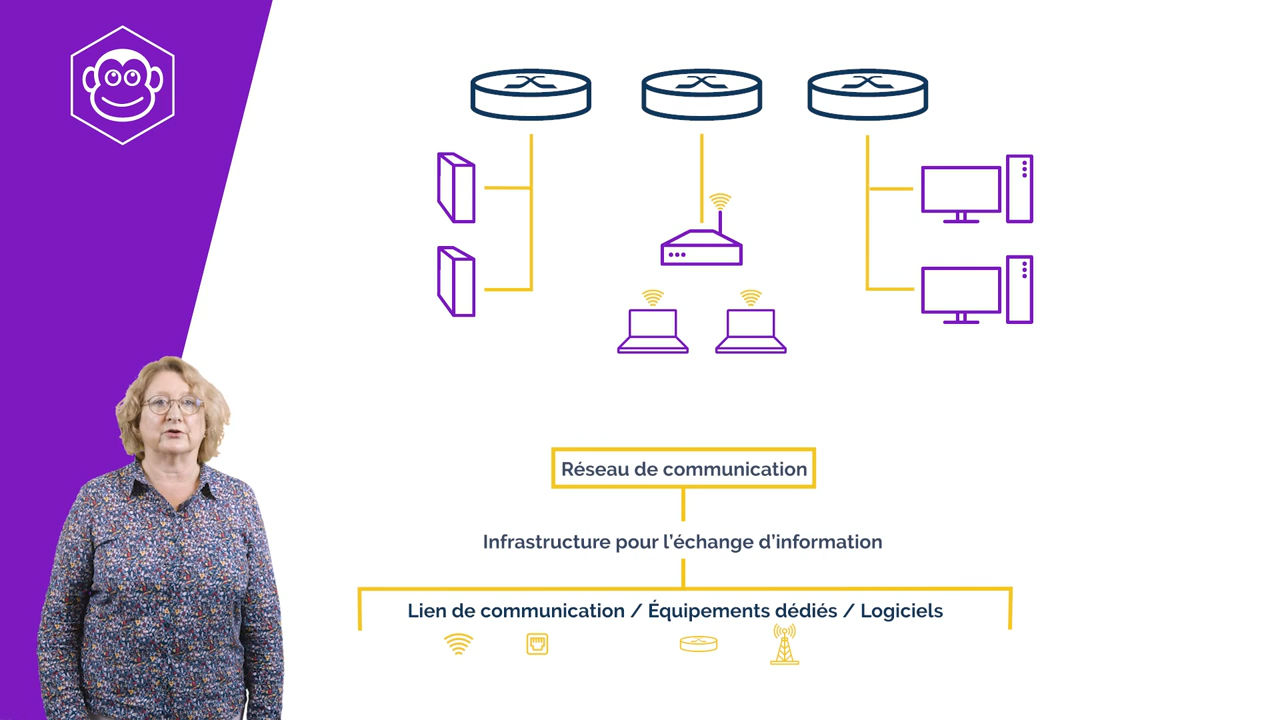 Réseau de communication
Infrastructure pour l’échange d’information
Lien de communication / Équipements dédiés / Logiciels